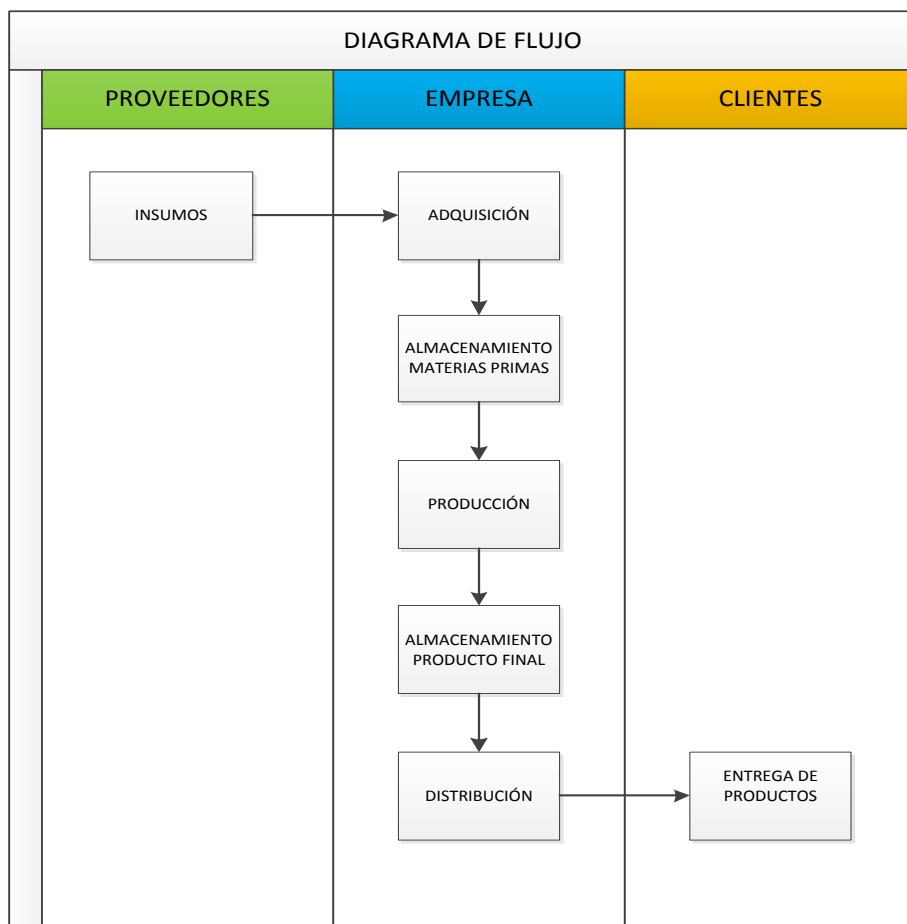 DIAGRAMA DE FLUJO
PROVEEDORES
EMPRESA
CLIENTES
INSUMOS
ADQUISICIÓN
ALMACENAMIENTO
MATERIAS PRIMAS
PRODUCCIÓN
ALMACENAMIENTO
PRODUCTO FINAL
DISTRIBUCIÓN
ENTREGA DE
PRODUCTOS